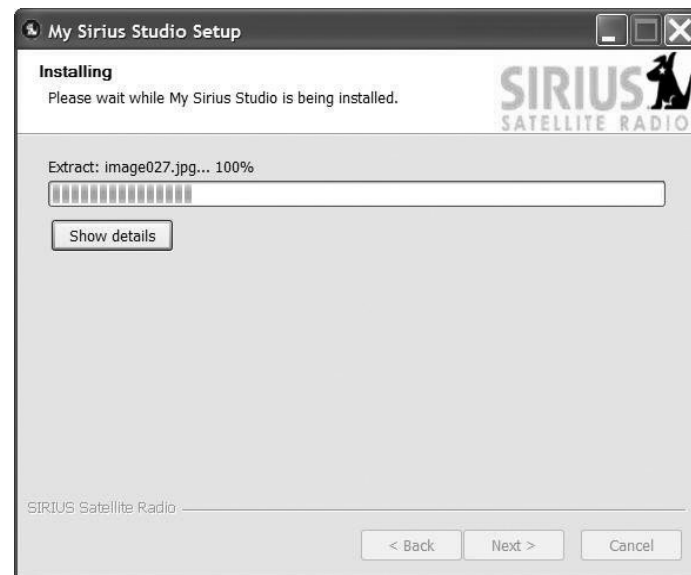 My Sirius Studio Setup
Installing
Please wait while My Sirius Studio is being installed.
SIRIUS
SATELLITE RADIO
Extract: image027.jpg... 100%
Show details
SIRIUS Satellite Radio
< Back
Next >
Cancel